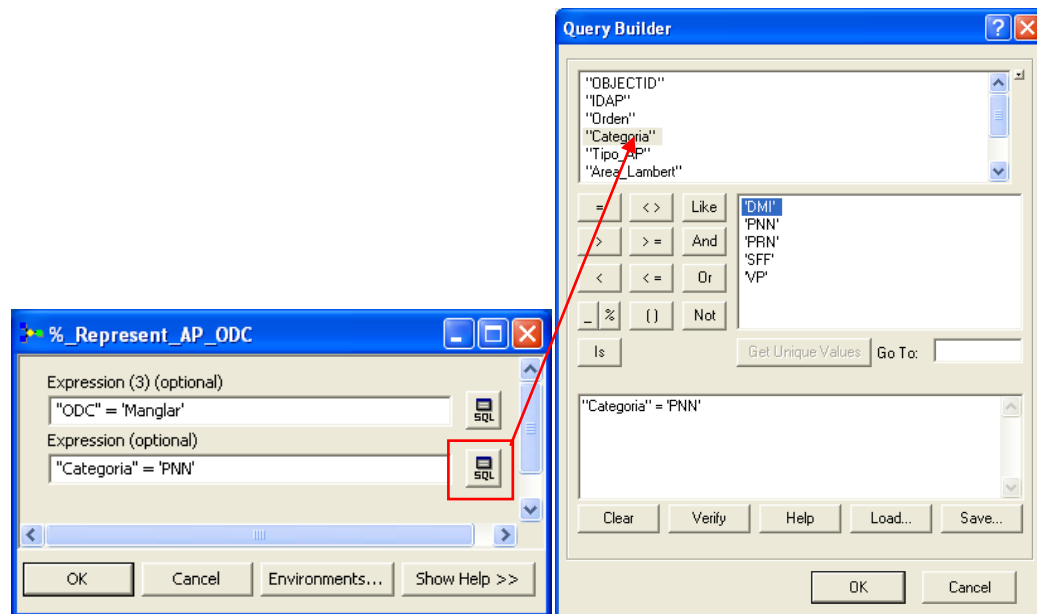 %_Represent_AP_ODC
Expression (3) (optional)
"ODC" = 'Manglar'
SQL
Expression (optional)
"Categoria" = 'PNN'
SQL
OK
Cancel
Environments...
Show Help >>
Query Builder
"OBJECTID"
"IDAP"
"Orden"
"Categoria"
"Tipo_AP"
"Area_Lambert"
= < > Like
> > = And
< < = Or
_ % ( ) Not
Is
'DMI'
'PNN'
'PRN'
'SFF'
'VP'
Get Unique Values Go To:
"Categoria" = 'PNN'
Clear
Verify
Help
Load...
Save...
OK
Cancel